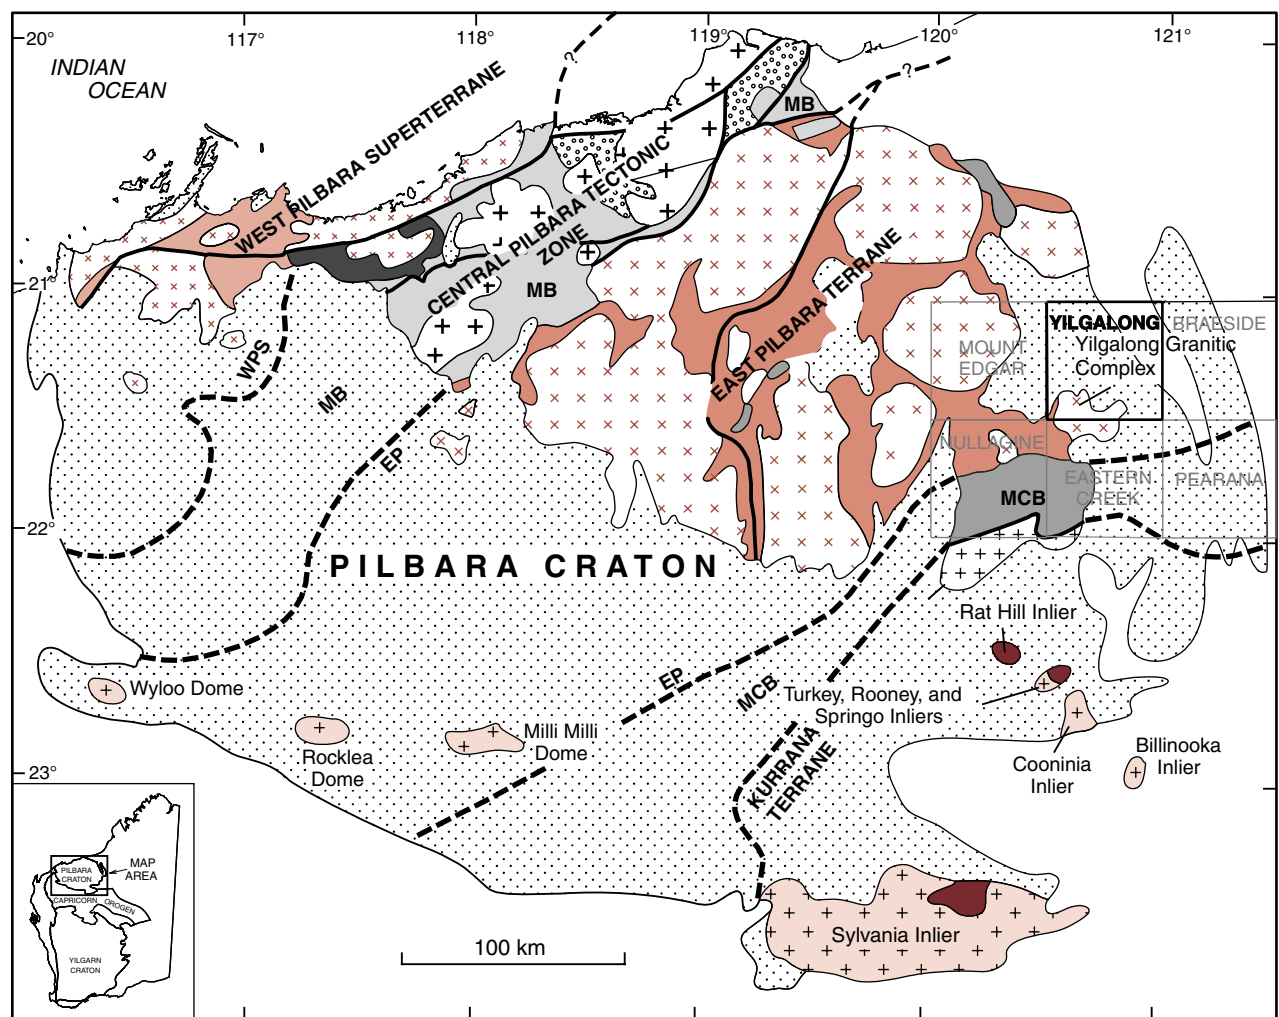 20°
117°
118°
119°
120°
121°
INDIAN
OCEAN
?
?
WEST PILBARA SUPERTERRANE
MB
CENTRAL PILBARA TECTONIC
ZONE
MB
21°
EAST PILBARA TERRANE
YILGALONG
BRAESIDE
MOUNT
EDGAR
Yilgalong Granitic
Complex
WPS
MB
EP
NULLAGINE
EASTERN
CREEK
PEARANA
MCB
22°
PILBARA CRATON
Rat Hill Inlier
EP
MCB
Turkey, Rooney, and
Springo Inliers
Wyloo Dome
Rocklea
Dome
Milli Milli
Dome
KURRANA
TERRANE
Cooninia
Inlier
Billinooka
Inlier
23°
PILBARA
CRATON
MAP
AREA
CAPRICORN OROGEN
YILGARN
CRATON
100 km
Sylvania Inlier